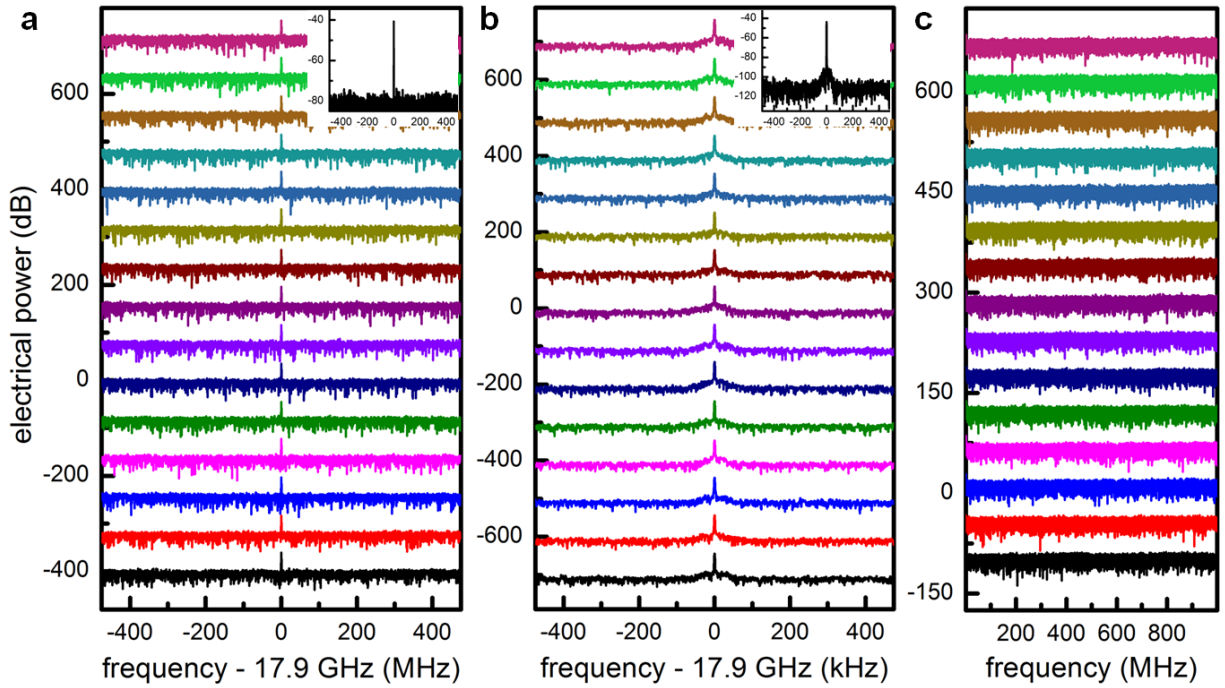 a
b
c
electrical power (dB)
600
400
200
0
-200
-400
-40
-60
-80
-400 -200 0 200 400
-400 -200 0 200 400
frequency - 17.9 GHz (MHz)
600
400
200
0
-200
-400
-600
-40
-60
-80
-100
-120
-400 -200 0 200 400
-400 -200 0 200 400
frequency - 17.9 GHz (kHz)
600
450
300
150
0
-150
200 400 600 800
frequency (MHz)